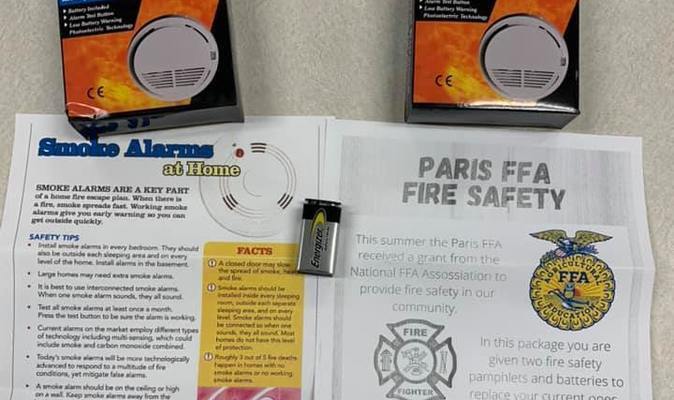 Battery Included
Alarm Test Button
Low Battery Warning
Photoelectric Technology
CE
Alarm Test Button
Low Battery Warning
Photoelectric Technology
CE
Smoke Alarms
at Home
SMOKE ALARMS ARE A KEY PART
of a home fire escape plan. When there is
a fire, smoke spreads fast. Working smoke
alarms give you early warning so you can
get outside quickly.
SAFETY TIPS
• Install smoke alarms in every bedroom. They should
also be outside each sleeping area and on every
level of the home. Install alarms in the basement.
• Large homes may need extra smoke alarms.
• It is best to use interconnected smoke alarms.
When one smoke alarm sounds, they all sound.
• Test all smoke alarms at least once a month.
Press the test button to be sure the alarm is working.
• Current alarms on the market employ different types
of technology including multi-sensing, which could
include smoke and carbon monoxide combined.
• Today's smoke alarms will be more technologically
advanced to respond to a multitude of fire
conditions, yet mitigate false alarms.
• A smoke alarm should be on the ceiling or high
on a wall. Keep smoke alarms away from the
FACTS
A closed door may slow
the spread of smoke, heat
and fire.
Smoke alarms should be
installed inside every sleeping
room, outside each separate
sleeping area, and on every
level. Smoke alarms should
be connected so when one
sounds, they all sound. Most
homes do not have this level
of protection.
Roughly 3 out of 5 fire deaths
happen in homes with no
smoke alarms or no working
smoke alarms.
Energizer
PARIS FFA
FIRE SAFETY
This summer the Paris FFA
received a grant from the
National FFA Assossiation to
provide fire safety in our
community.
AGRICULTURAL
FFA
EDUCATION
FIRE
FIGHTER
In this package you are
given two fire safety
pamphlets and batteries to
replace your current ones